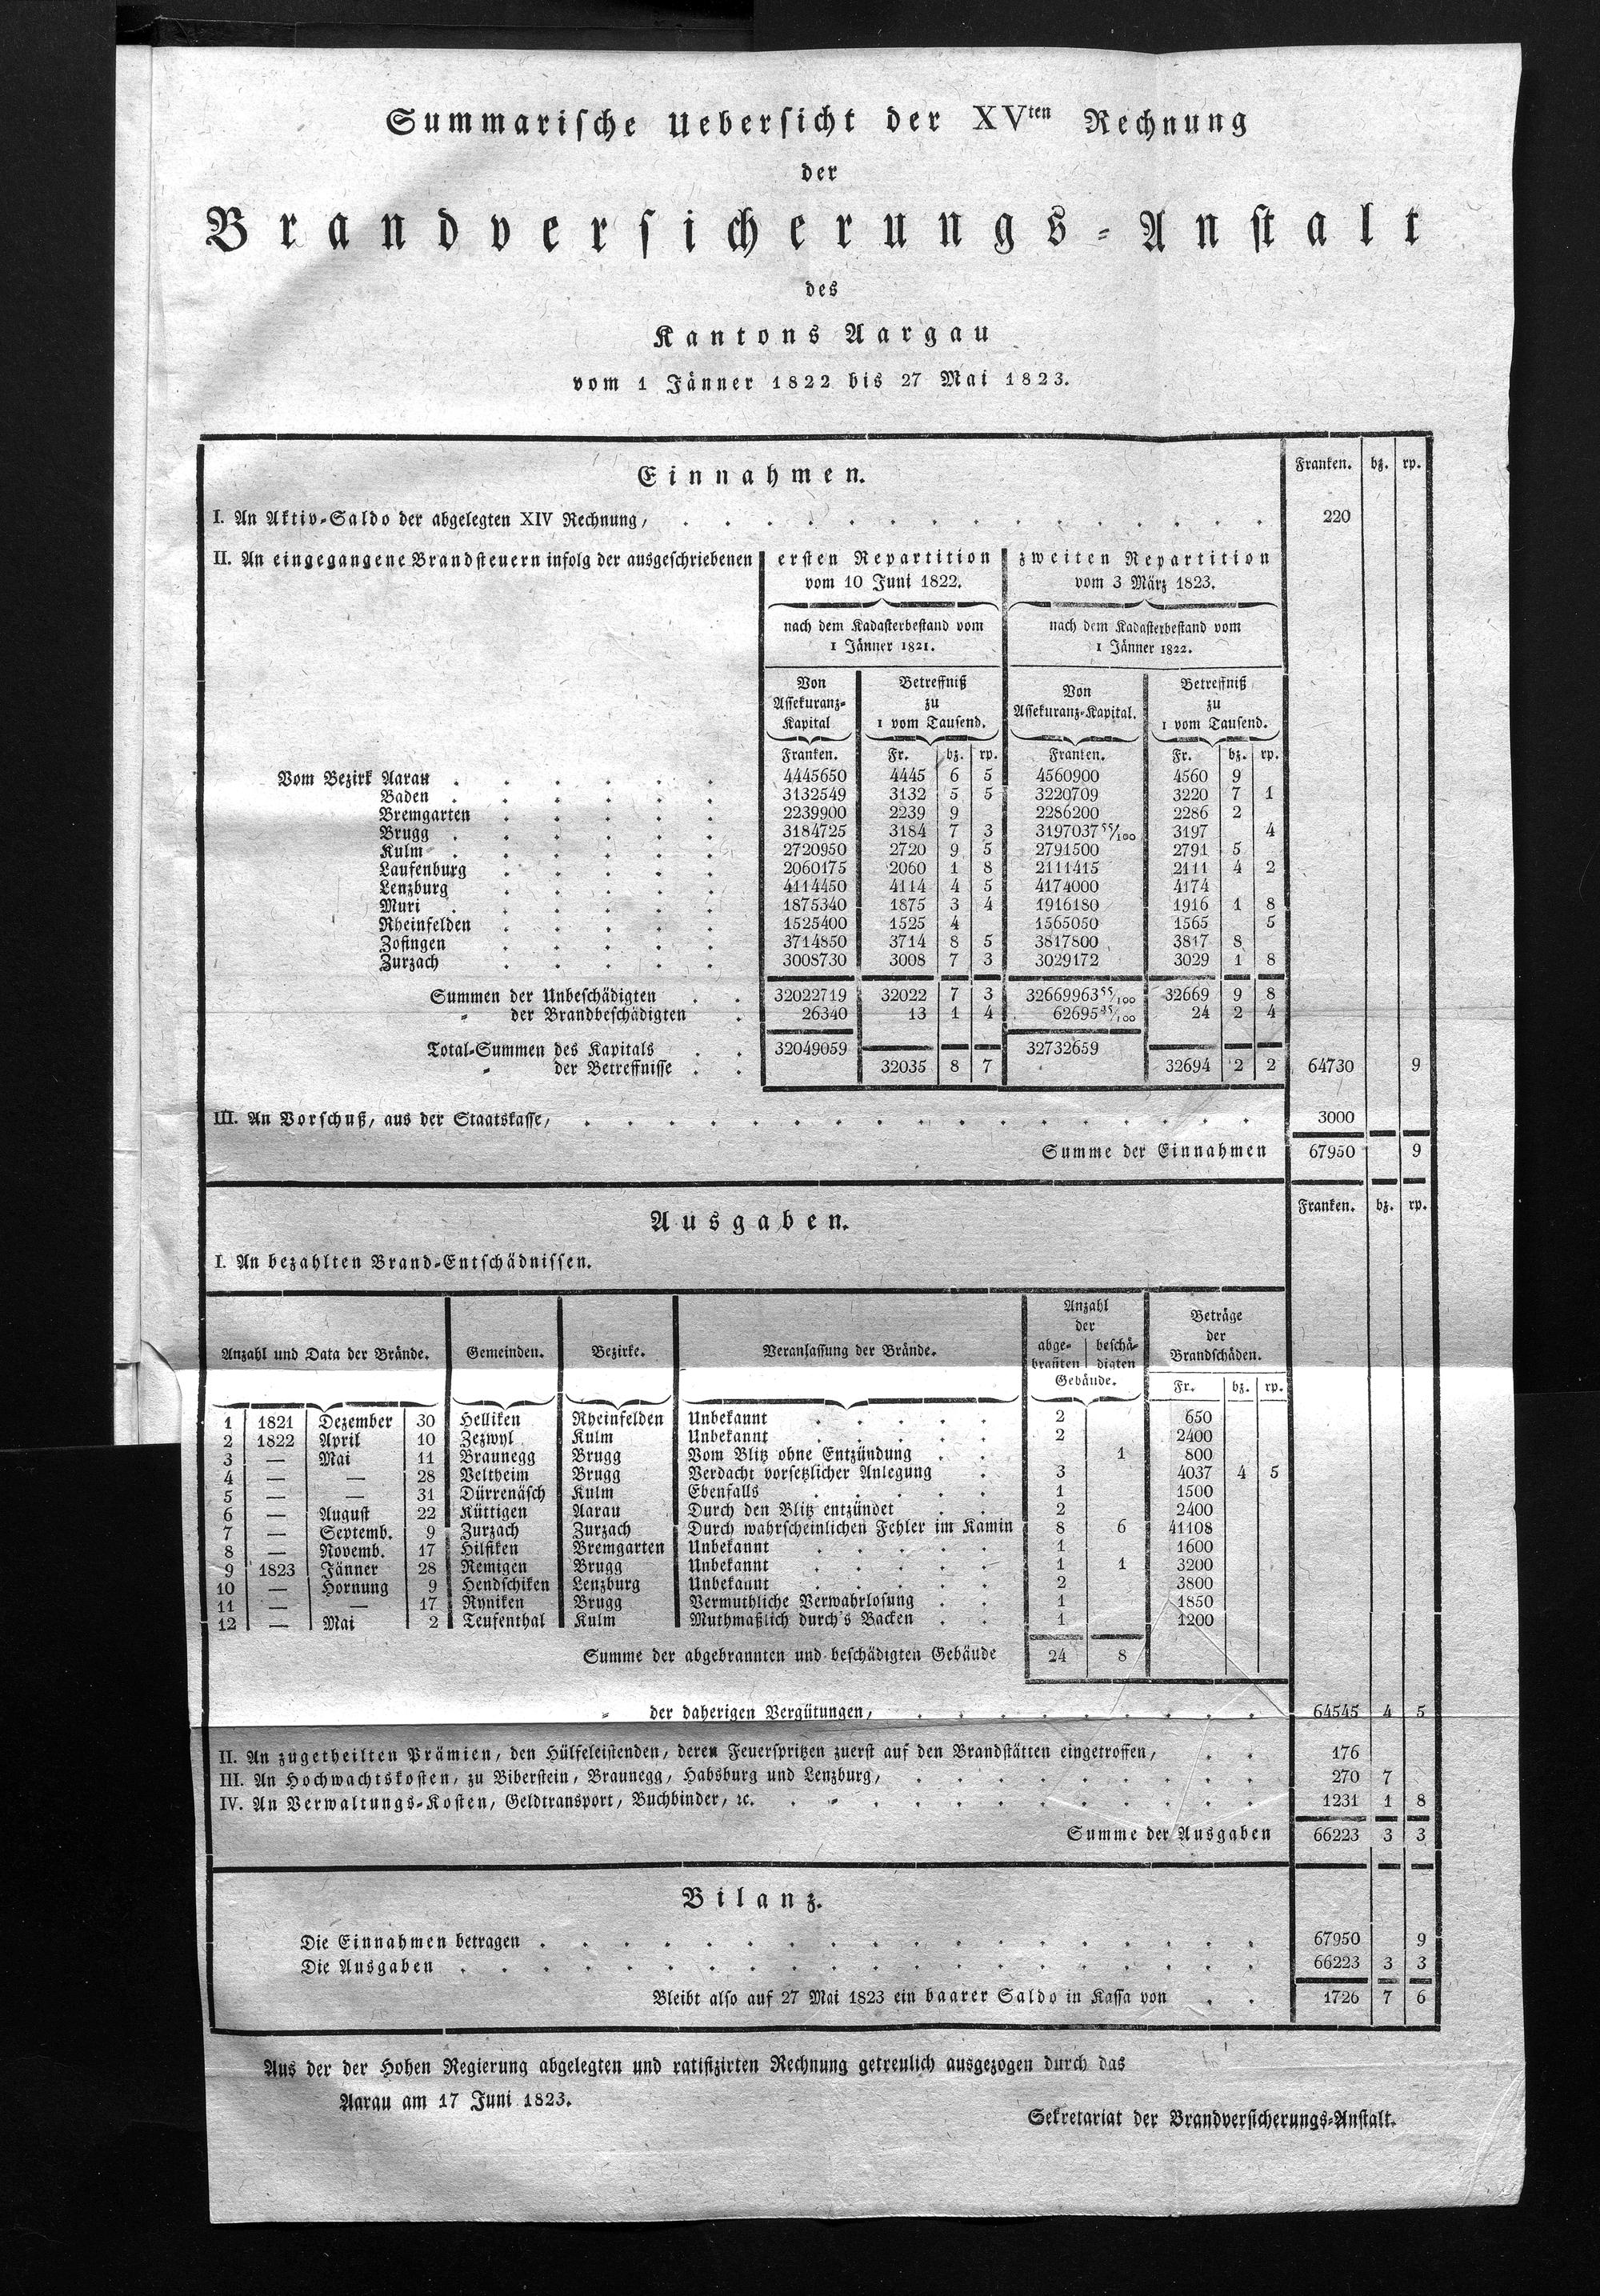 Summarische Uebersicht der XVten Rechnung
der
Brandversicherungs-Anstalt
des
Kantons Aargau
vom 1 Jänner 1822 bis 27 Mai 1823.
Einnahmen. Franken. bz. rp.
I. An Aktiv-Saldo der abgelegten XIV Rechnung, 220
II. An eingegangene Brandsteuern infolg der ausgeschriebenen ersten Repartition zweiten Repartition
vom 10 Juni 1822. vom 3 März 1823.
nach dem Kadasterbestand vom nach dem Kadasterbestand vom
1 Jänner 1821. 1 Jänner 1822.
Von Assekuranz-Kapital Betreffniß zu 1 vom Tausend. Von Assekuranz-Kapital. Betreffniß zu 1 vom Tausend.
Franken. Fr. bz. rp. Franken. Fr. bz. rp.
Vom Bezirk Aarau 4445650 4445 6 5 4560900 4560 9
Baden 3132549 3132 5 5 3220709 3220 7 1
Bremgarten 2239900 2239 9 2286200 2286 2
Brugg 3184725 3184 7 3 3197037 55/100 3197 4
Kulm 2720950 2720 9 5 2791500 2791 5
Laufenburg 2060175 2060 1 8 2111415 2111 4 2
Lenzburg 4114450 4114 4 5 4174000 4174
Muri 1875340 1875 3 4 1916180 1916 1 8
Rheinfelden 1525400 1525 4 1565050 1565 5
Zofingen 3714850 3714 8 5 3817800 3817 8
Zurzach 3008730 3008 7 3 3029172 3029 1 8
Summen der Unbeschädigten 32022719 32022 7 3 32669963 55/100 32669 9 8
" der Brandbeschädigten 26340 13 1 4 62695 45/100 24 2 4
Total-Summen des Kapitals 32049059 32732659
" der Betreffnisse 32035 8 7 32694 2 2 64730 9
III. An Vorschuß, aus der Staatskasse, 3000
Summe der Einnahmen 67950 9
Ausgaben. Franken. bz. rp.
I. An bezahlten Brand-Entschädnissen.
Anzahl und Data der Brände. Gemeinden. Bezirke. Veranlassung der Brände. Anzahl der abgebrañten beschädigten Gebäude. Beträge der Brandschäden.
Fr. bz. rp.
1 1821 Dezember 30 Helliken Rheinfelden Unbekannt 2 650
2 1822 April 10 Zezwyl Kulm Unbekannt 2 2400
3 — Mai 11 Braunegg Brugg Vom Blitz ohne Entzündung 1 800
4 — — 28 Veltheim Brugg Verdacht vorsetzlicher Anlegung 3 4037 4 5
5 — — 31 Dürrenäsch Kulm Ebenfalls 1 1500
6 — August 22 Küttigen Aarau Durch den Blitz entzündet 2 2400
7 — Septemb. 9 Zurzach Zurzach Durch wahrscheinlichen Fehler im Kamin 8 6 41108
8 — Novemb. 17 Hilfiken Bremgarten Unbekannt 1 1600
9 1823 Jänner 28 Remigen Brugg Unbekannt 1 1 3200
10 — Hornung 9 Hendschiken Lenzburg Unbekannt 2 3800
11 — — 17 Ryniken Brugg Vermuthliche Verwahrlosung 1 1850
12 — Mai 2 Teufenthal Kulm Muthmaßlich durch's Backen 1 1200
Summe der abgebrannten und beschädigten Gebäude 24 8
" der daherigen Vergütungen, 64545 4 5
II. An zugetheilten Prämien, den Hülfeleistenden, deren Feuerspritzen zuerst auf den Brandstätten eingetroffen, 176
III. An Hochwachtskosten, zu Biberstein, Braunegg, Habsburg und Lenzburg, 270 7
IV. An Verwaltungs-Kosten, Geldtransport, Buchbinder, ꝛc. 1231 1 8
Summe der Ausgaben 66223 3 3
Bilanz.
Die Einnahmen betragen 67950 9
Die Ausgaben 66223 3 3
Bleibt also auf 27 Mai 1823 ein baarer Saldo in Kassa von 1726 7 6
Aus der der Hohen Regierung abgelegten und ratifizirten Rechnung getreulich ausgezogen durch das
Aarau am 17 Juni 1823.
Sekretariat der Brandversicherungs-Anstalt.